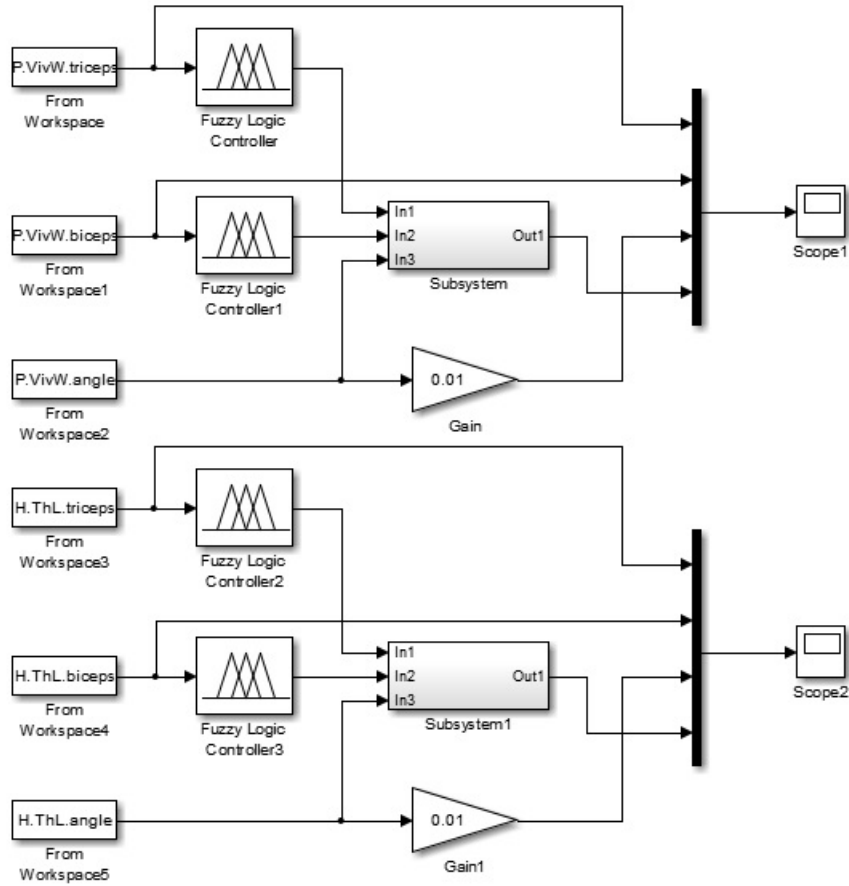 P.VivW.triceps
From
Workspace
Fuzzy Logic
Controller
P.VivW.biceps
From
Workspace1
Fuzzy Logic
Controller1
In1
In2
In3
Out1
Subsystem
Scope1
P.VivW.angle
From
Workspace2
0.01
Gain
H.ThL.triceps
From
Workspace3
Fuzzy Logic
Controller2
H.ThL.biceps
From
Workspace4
Fuzzy Logic
Controller3
In1
In2
In3
Out1
Subsystem1
Scope2
H.ThL.angle
From
Workspace5
0.01
Gain1